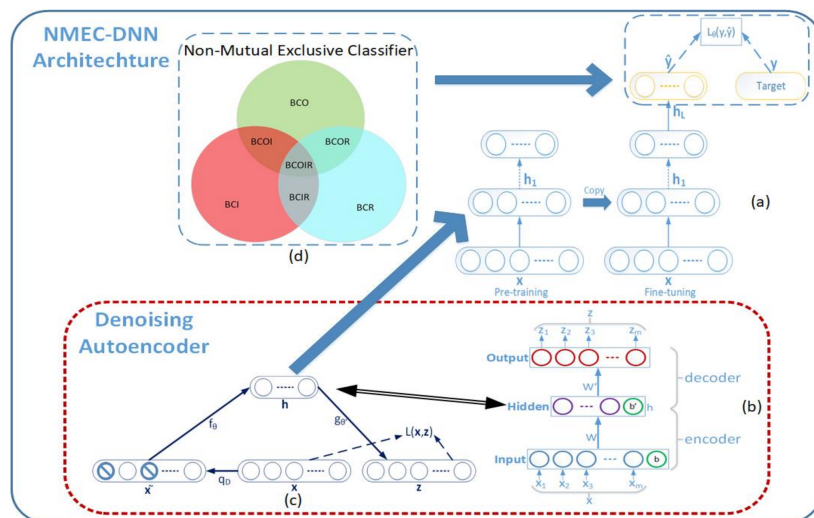 NMEC-DNN
Architechture
Non-Mutual Exclusive Classifier
BCO
BCOI
BCOR
BCOIR
BCIR
BCI
BCR
(d)
Lθ(y,ŷ)
ŷ
y
Target
hL
h1
Copy
h1
(a)
x
x
Pre-training
Fine-tuning
Denoising
Autoencoder
h
fθ
gθ'
L(x,z)
x̃
qD
x
z
(c)
z
z1 z2 z3 zm
Output
W'
decoder
Hidden
b'
h
(b)
W
encoder
Input
b
x1 x2 x3 xm
x